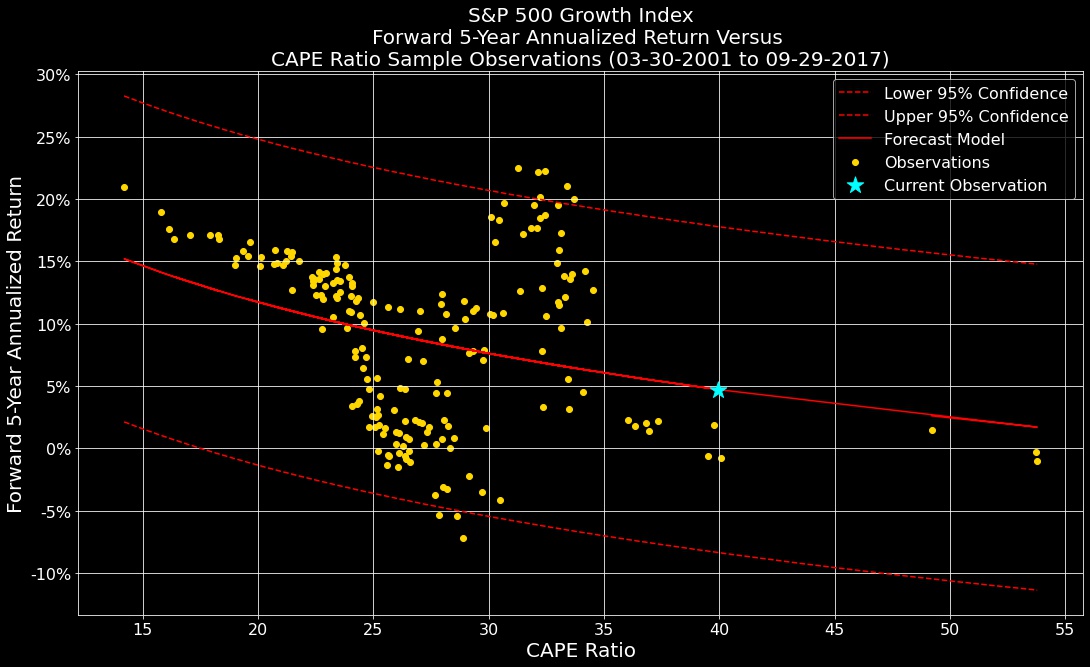 S&P 500 Growth Index
Forward 5-Year Annualized Return Versus
CAPE Ratio Sample Observations (03-30-2001 to 09-29-2017)
30%
25%
20%
15%
10%
5%
0%
-5%
-10%
Forward 5-Year Annualized Return
Lower 95% Confidence
Upper 95% Confidence
Forecast Model
Observations
Current Observation
15 20 25 30 35 40 45 50 55
CAPE Ratio